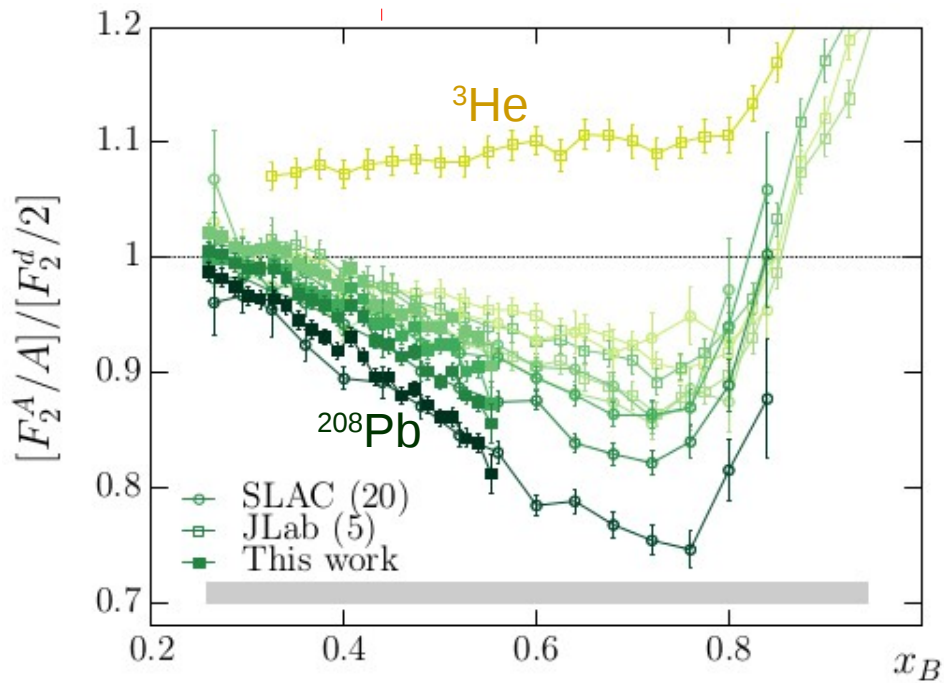 1.2
1.1
1
0.9
0.8
0.7
[F₂ᴬ/A]/[F₂ᵈ/2]
³He
²⁰⁸Pb
SLAC (20)
JLab (5)
This work
0.2 0.4 0.6 0.8 x_B